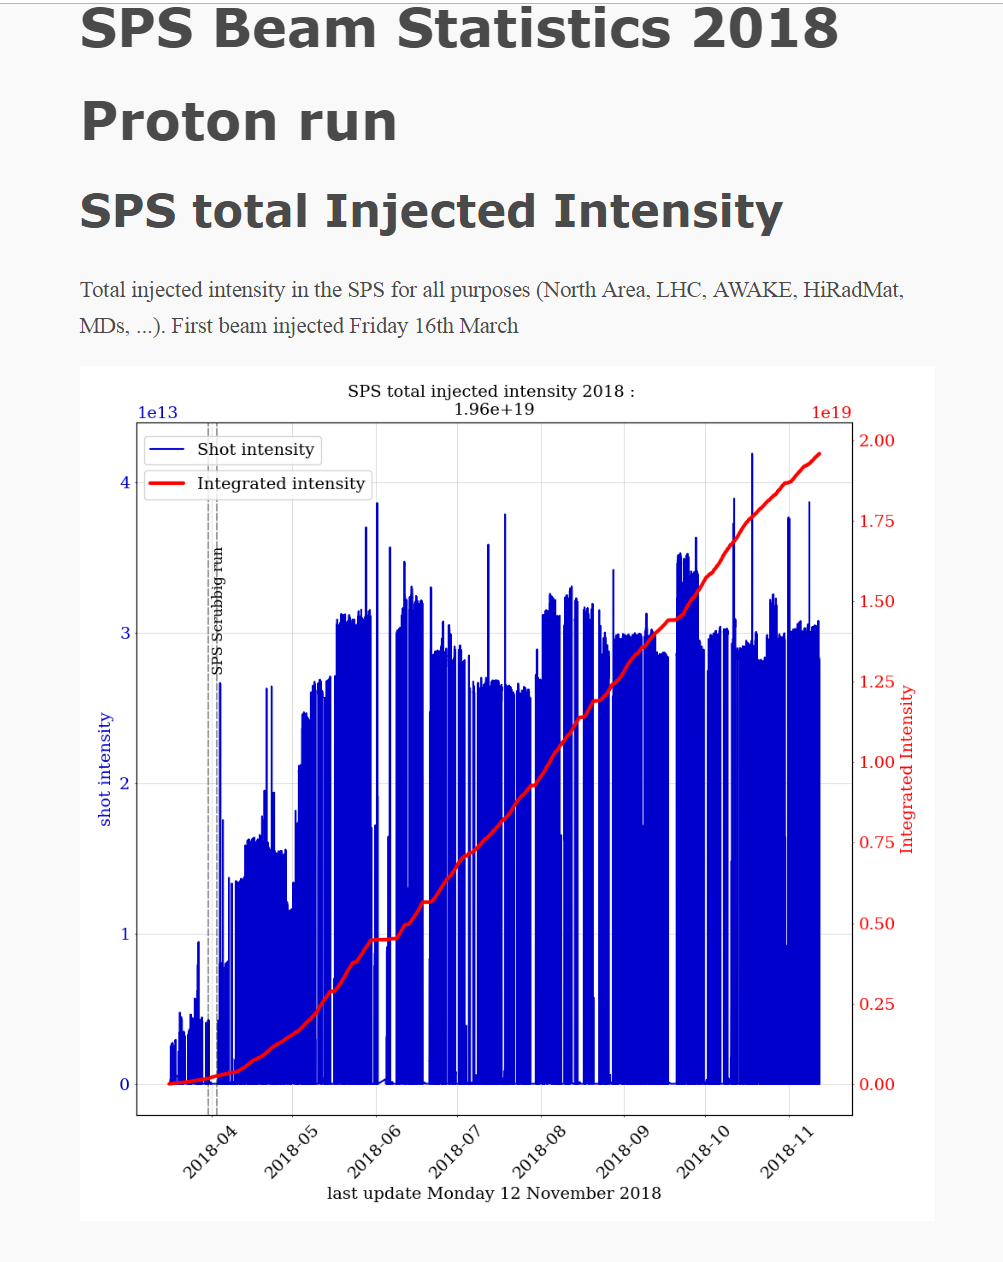 SPS Beam Statistics 2018
Proton run
SPS total Injected Intensity
Total injected intensity in the SPS for all purposes (North Area, LHC, AWAKE, HiRadMat,
MDs, ...). First beam injected Friday 16th March
SPS total injected intensity 2018 :
1.96e+19
1e13
1e19
Shot intensity
Integrated intensity
SPS Scrubbig run
shot intensity
4
3
2
1
0
Integrated Intensity
2.00
1.75
1.50
1.25
1.00
0.75
0.50
0.25
0.00
2018-04
2018-05
2018-06
2018-07
2018-08
2018-09
2018-10
2018-11
last update Monday 12 November 2018